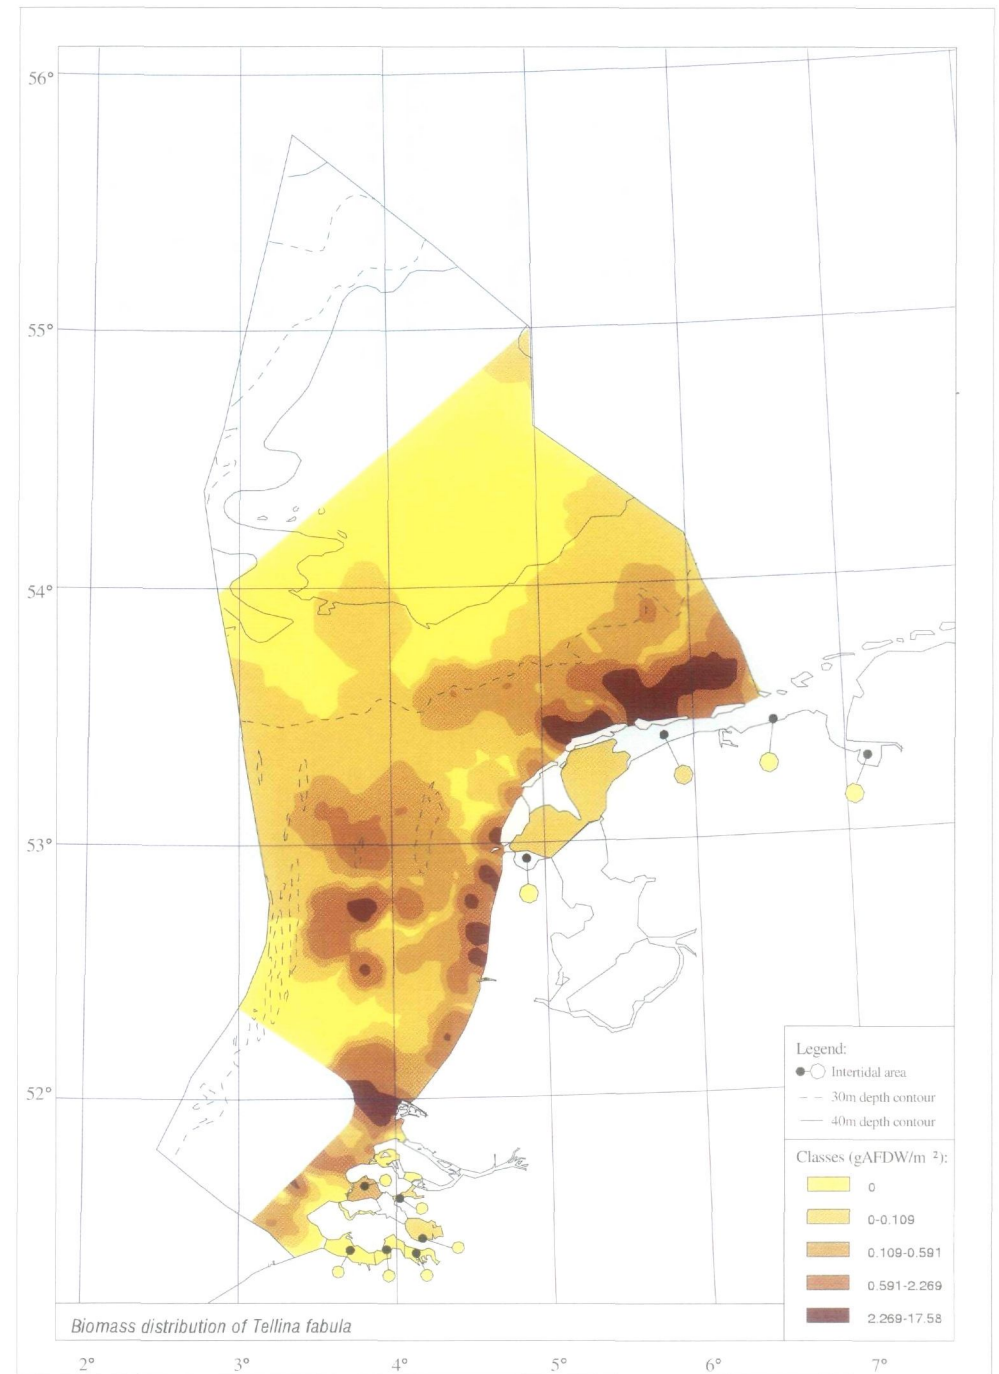 56°
55°
54°
53°
52°
Legend:
Intertidal area
30m depth contour
40m depth contour
Classes (gAFDW/m ²):
0
0-0.109
0.109-0.591
0.591-2.269
2.269-17.58
Biomass distribution of Tellina fabula
2° 3° 4° 5° 6° 7°